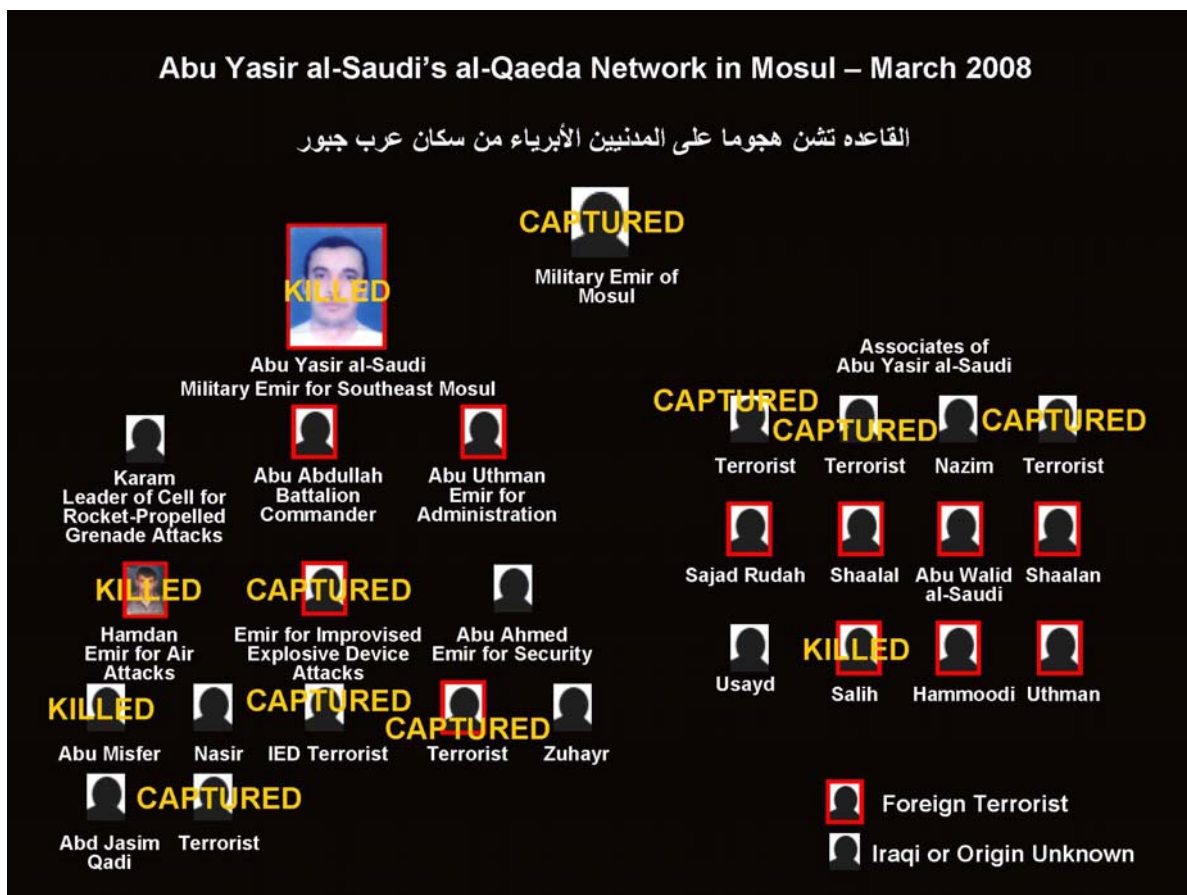 Abu Yasir al-Saudi's al-Qaeda Network in Mosul – March 2008
القاعده تشن هجوما على المدنيين الأبرياء من سكان عرب جبور
CAPTURED
Military Emir of
Mosul
KILLED
Abu Yasir al-Saudi
Military Emir for Southeast Mosul
Karam
Leader of Cell for
Rocket-Propelled
Grenade Attacks
Abu Abdullah
Battalion
Commander
Abu Uthman
Emir for
Administration
KILLED
Hamdan
Emir for Air
Attacks
CAPTURED
Emir for Improvised
Explosive Device
Attacks
Abu Ahmed
Emir for Security
KILLED
Abu Misfer
Nasir
CAPTURED
IED Terrorist
CAPTURED
Terrorist
Zuhayr
Abd Jasim
Qadi
CAPTURED
Terrorist
Associates of
Abu Yasir al-Saudi
CAPTURED
Terrorist
CAPTURED
Terrorist
Nazim
CAPTURED
Terrorist
Sajad Rudah
Shaalal
Abu Walid
al-Saudi
Shaalan
Usayd
KILLED
Salih
Hammoodi
Uthman
Foreign Terrorist
Iraqi or Origin Unknown